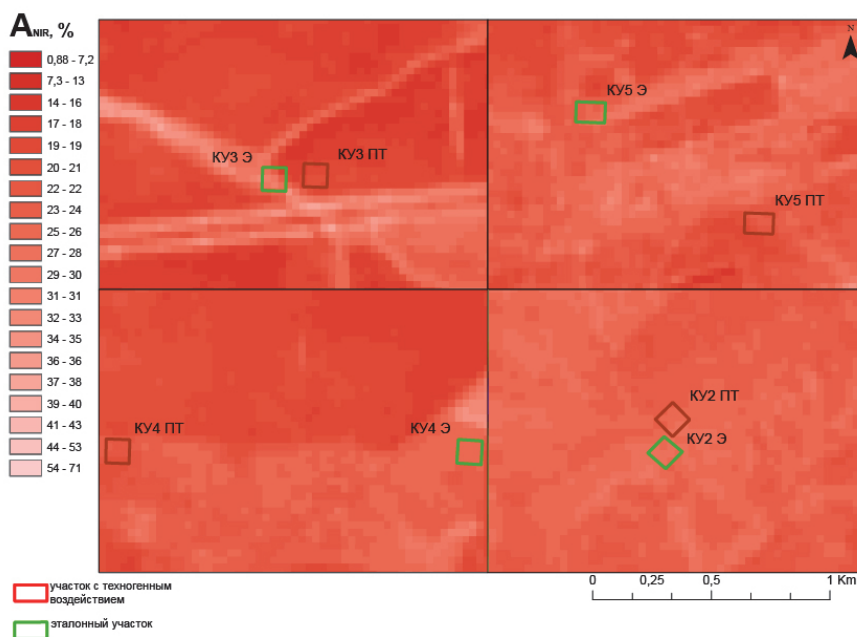 A NIR, %
0,88 - 7,2
7,3 - 13
14 - 16
17 - 18
19 - 19
20 - 21
22 - 22
23 - 24
25 - 26
27 - 28
29 - 30
31 - 31
32 - 33
34 - 35
36 - 36
37 - 38
39 - 40
41 - 43
44 - 53
54 - 71
КУ3 Э
КУ3 ПТ
N
КУ5 Э
КУ5 ПТ
КУ4 ПТ
КУ4 Э
КУ2 ПТ
КУ2 Э
участок с техногенным
воздействием
эталонный участок
0 0,25 0,5 1 Km